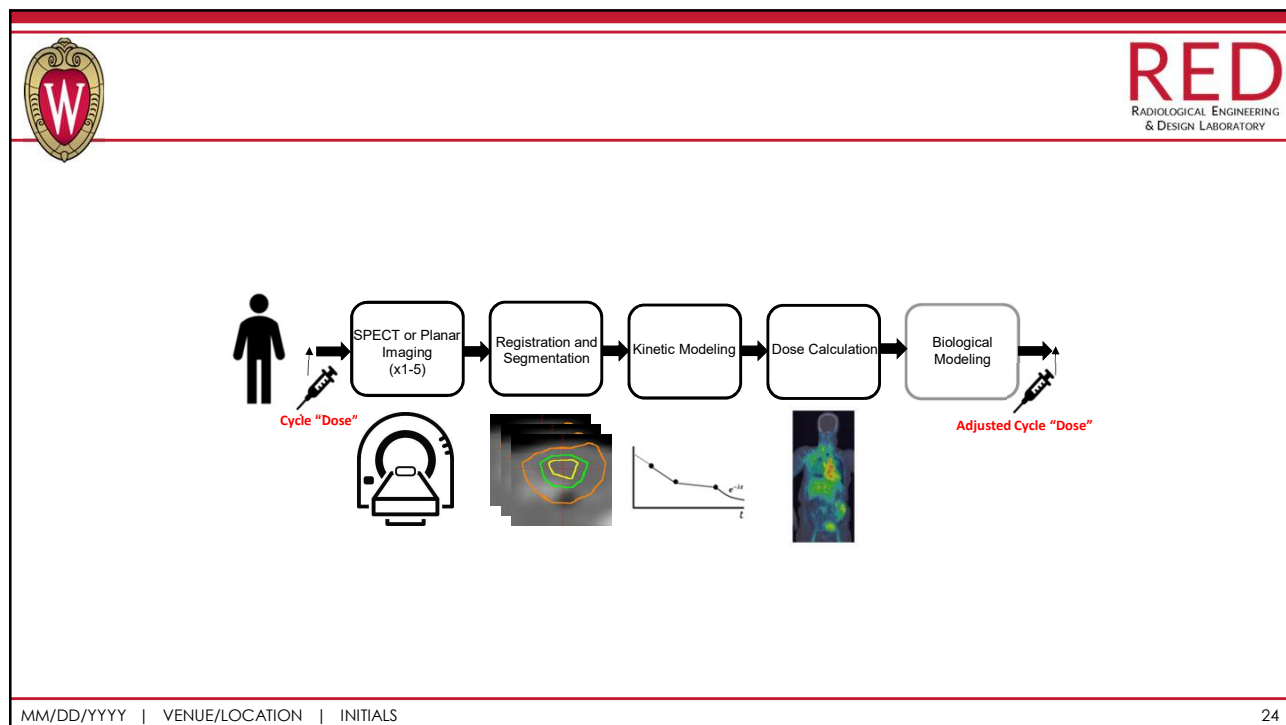 W
RED
RADIOLOGICAL ENGINEERING
& DESIGN LABORATORY
SPECT or Planar
Imaging
(x1-5)
Registration and
Segmentation
Kinetic Modeling
Dose Calculation
Biological
Modeling
Cycle “Dose”
Adjusted Cycle “Dose”
e^{-λt}
t
MM/DD/YYYY | VENUE/LOCATION | INITIALS
24